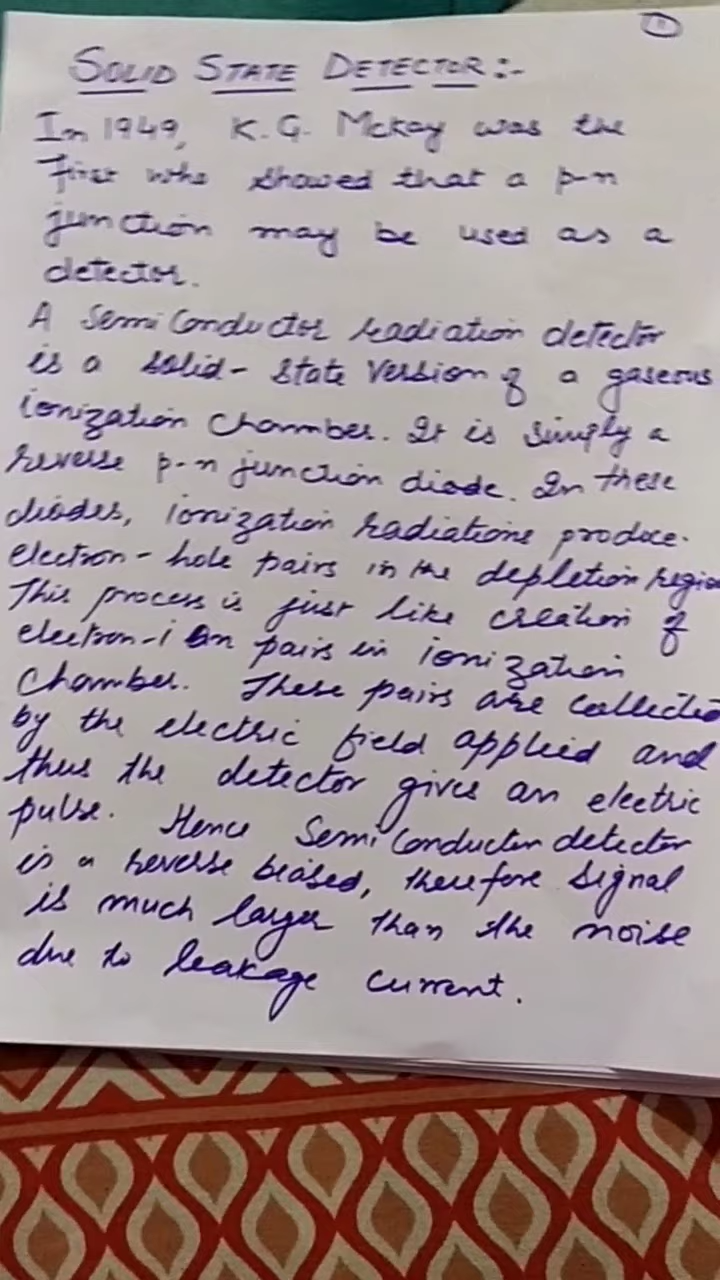 1
SOLID STATE DETECTOR :-
In 1949, K.G. Mckay was the
first who showed that a p-n
junction may be used as a
detector.
A Semi Conductor radiation detector
is a solid-state version of a gaseous
ionization chamber. It is simply a
reverse p-n junction diode. In these
diodes, ionization radiations produce
electron-hole pairs in the depletion regio
This process is just like creation of
electron-ion pairs in ionization
Chamber. These pairs are collected
by the electric field applied and
thus the detector gives an electric
pulse. Hence Semi Conductor detector
is a reverse biased, therefore signal
is much larger than the noise
due to leakage current.